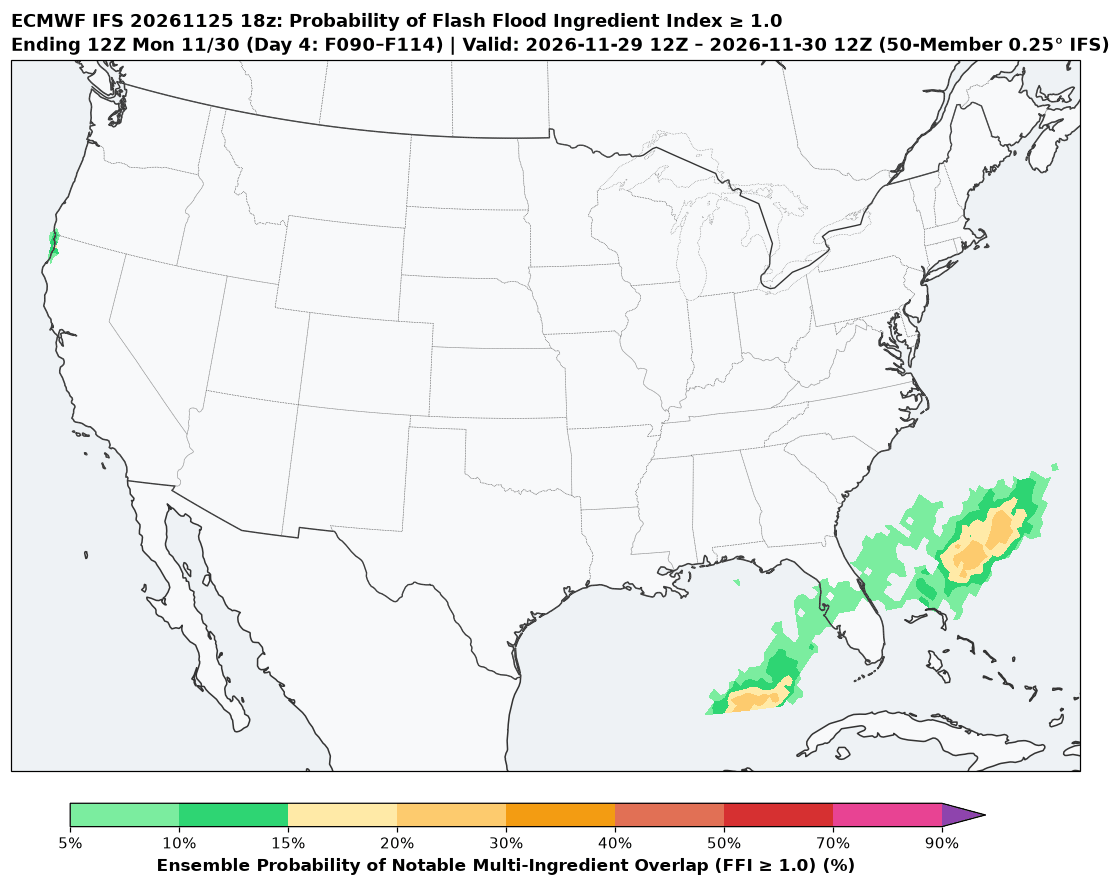 ECMWF IFS 20261125 18z: Probability of Flash Flood Ingredient Index ≥ 1.0
Ending 12Z Mon 11/30 (Day 4: F090–F114) | Valid: 2026-11-29 12Z – 2026-11-30 12Z (50-Member 0.25° IFS)
5% 10% 15% 20% 30% 40% 50% 70% 90%
Ensemble Probability of Notable Multi-Ingredient Overlap (FFI ≥ 1.0) (%)